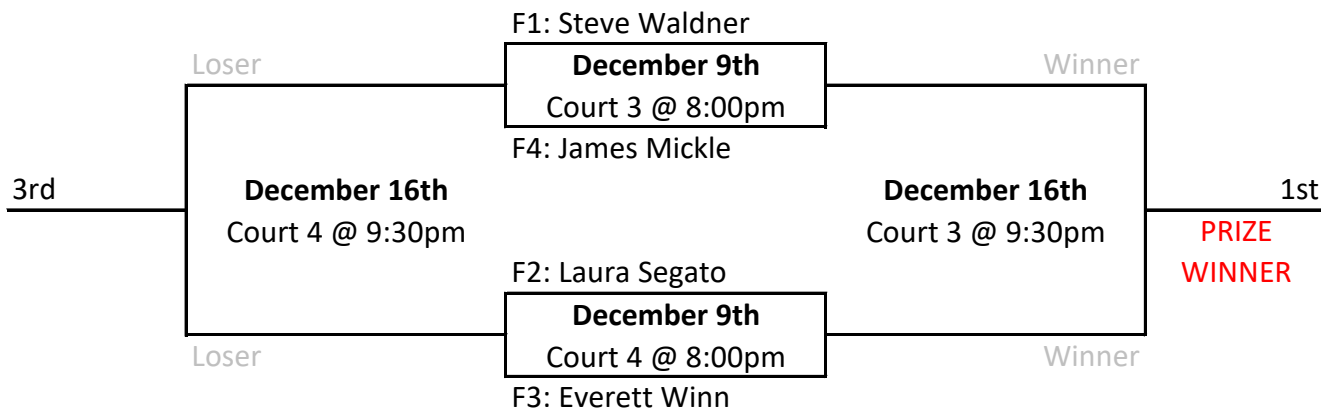 F1: Steve Waldner
Loser
December 9th
Winner
Court 3 @ 8:00pm
F4: James Mickle
3rd
December 16th
December 16th
1st
Court 4 @ 9:30pm
Court 3 @ 9:30pm
PRIZE
WINNER
F2: Laura Segato
December 9th
Loser
Court 4 @ 8:00pm
Winner
F3: Everett Winn